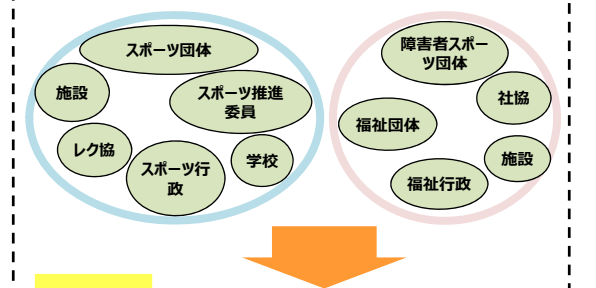 スポーツ団体
施設
スポーツ推進
委員
レク協
スポーツ行
政
学校
障害者スポー
ツ団体
社協
福祉団体
施設
福祉行政